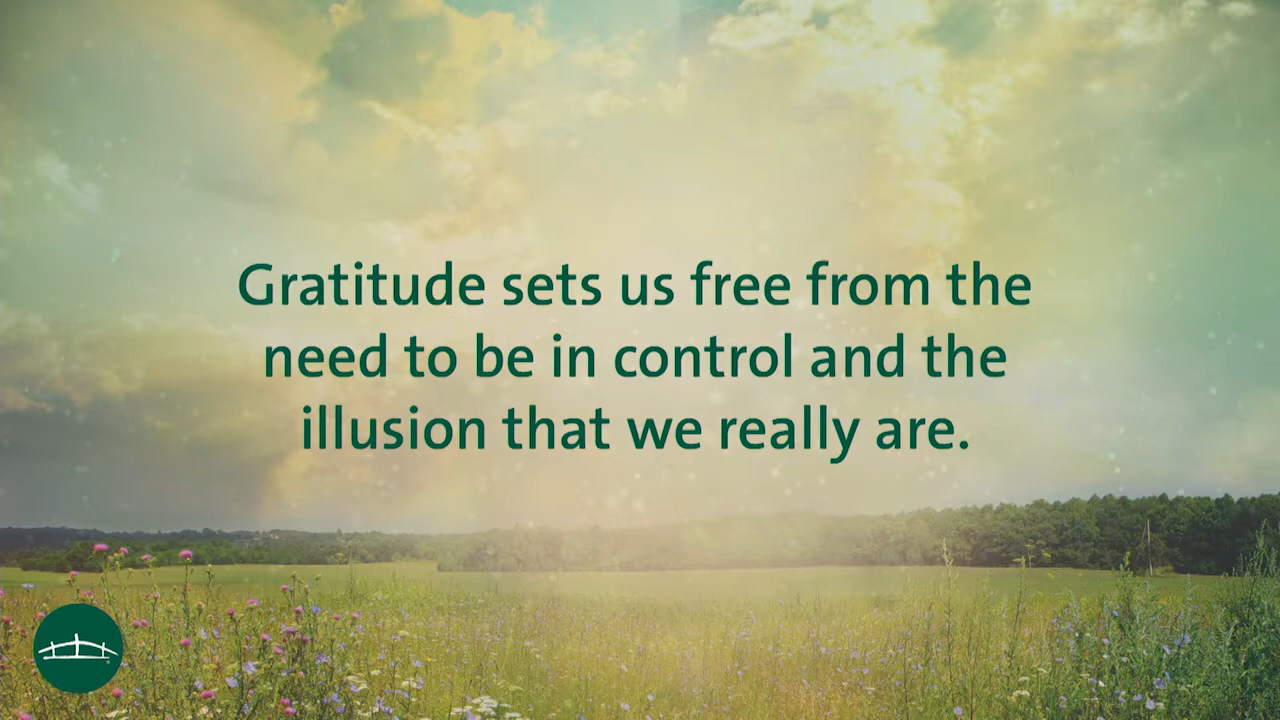 Gratitude sets us free from the
need to be in control and the
illusion that we really are.